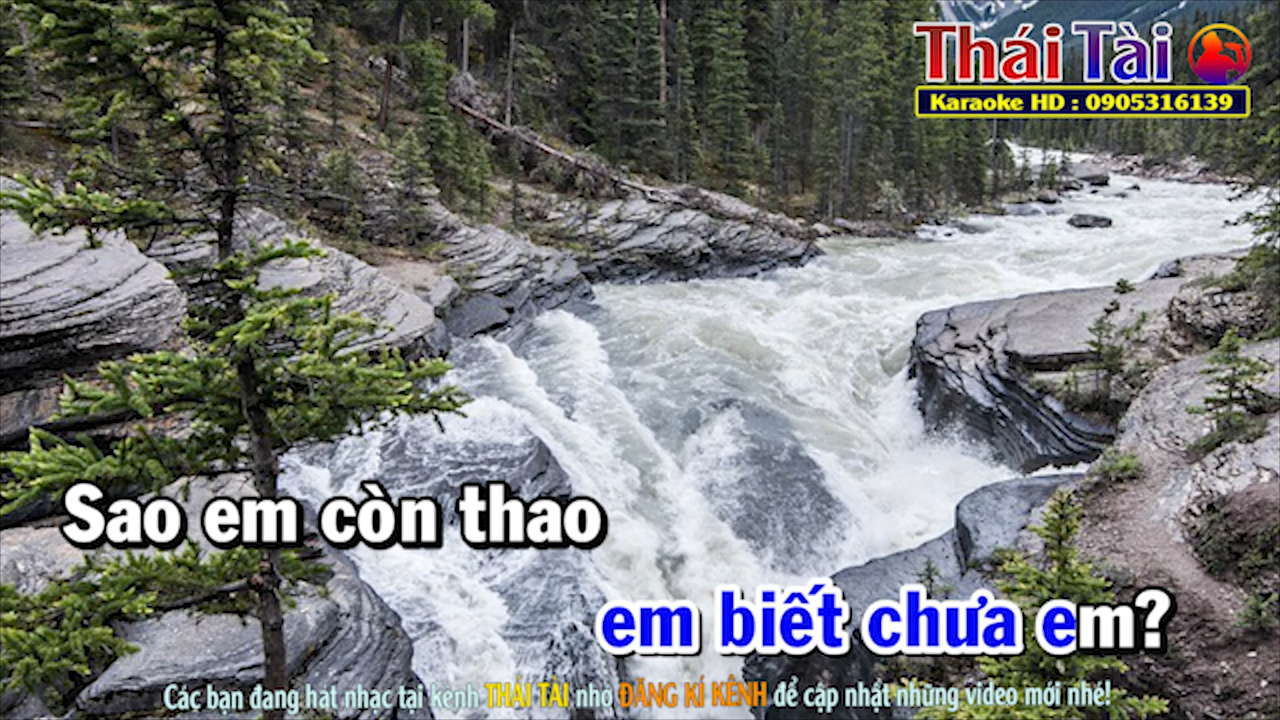 Thái Tài
Karaoke HD : 0905316139
Sao em còn thao
em biết chưa em?
Các bạn đang hát nhạc tại kênh THÁI TÀI nhớ ĐĂNG KÍ KÊNH để cập nhật những video mới nhé!